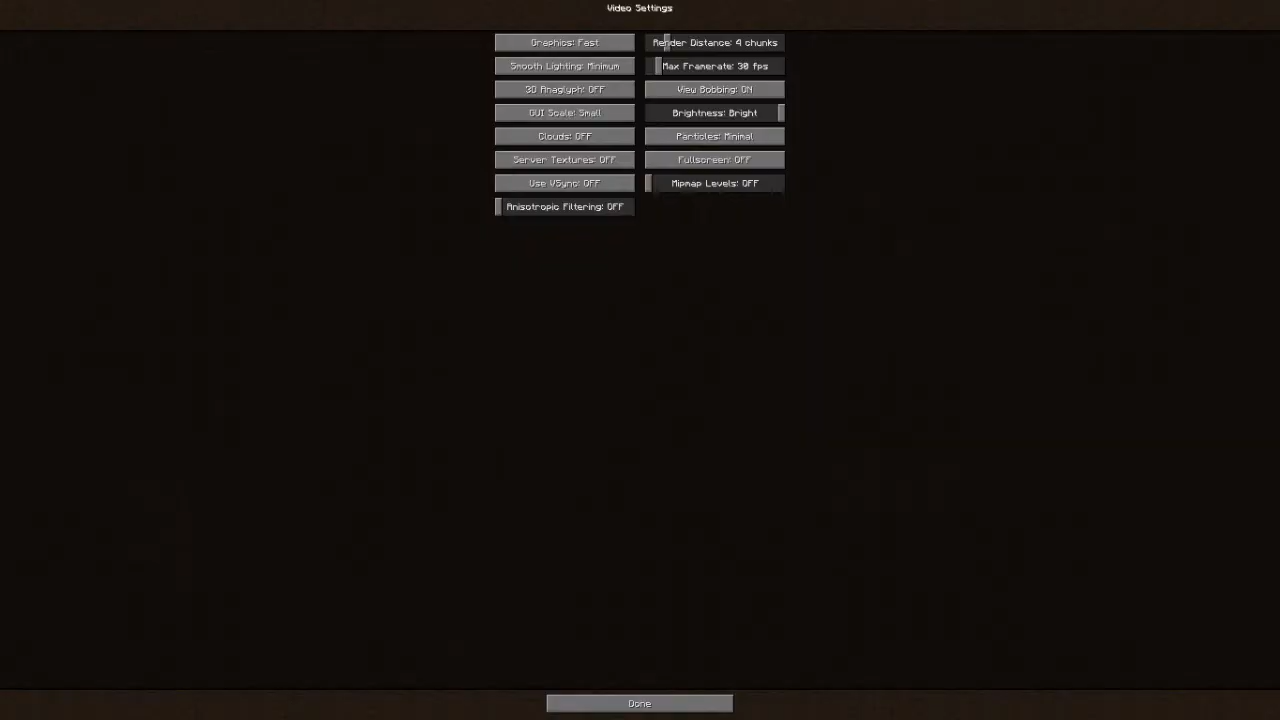 Video Settings
Graphics: Fast
Render Distance: 4 chunks
Smooth Lighting: Minimum
Max Framerate: 30 fps
3D Anaglyph: OFF
View Bobbing: ON
GUI Scale: Small
Brightness: Bright
Clouds: OFF
Particles: Minimal
Server Textures: OFF
Fullscreen: OFF
Use VSync: OFF
Mipmap Levels: OFF
Anisotropic Filtering: OFF
Done